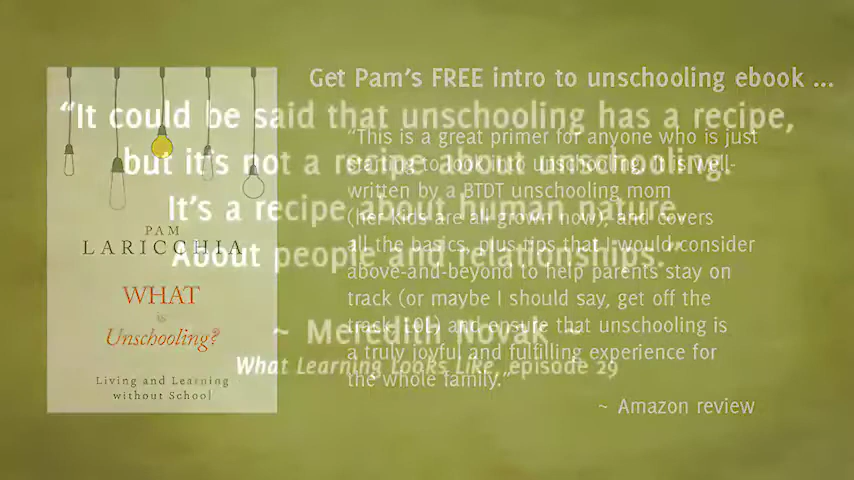 Get Pam's FREE intro to unschooling ebook ...
"It could be said that unschooling has a recipe,
but it's not a recipe about unschooling.
It's a recipe about human nature.
About people and relationships."
~ Meredith Novak ~
What Learning Looks Like, episode 29
"This is a great primer for anyone who is just
starting to look into unschooling. It is well-
written by a BTDT unschooling mom
(her kids are all grown now), and covers
all the basics, plus tips that I would consider
above-and-beyond to help parents stay on
track (or maybe I should say, get off the
track, LOL) and ensure that unschooling is
a truly joyful and fulfilling experience for
the whole family."
~ Amazon review
PAM
LARICCHIA
WHAT
is
Unschooling?
Living and Learning
without School